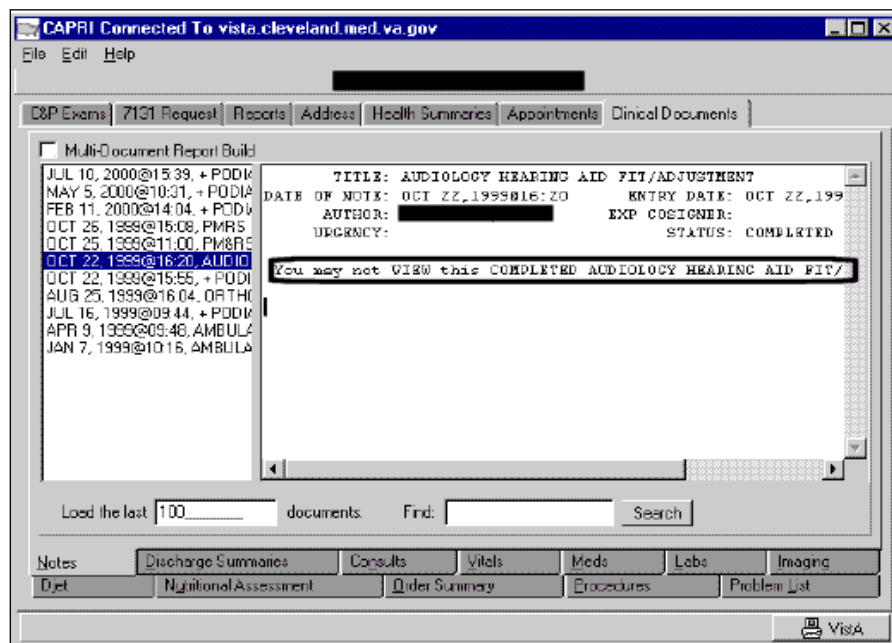 CAPRI Connected To vista.cleveland.med.va.gov
File Edit Help
C&P Exams 7131 Request Reports Address Health Summaries Appointments Clinical Documents
Multi-Document Report Build
JUL 10, 2000@15:39, + PODIA
MAY 5, 2000@10:31, + PODIA
FEB 11, 2000@14:04, + PODIA
OCT 26, 1999@15:08, PMRS
OCT 25, 1999@11:00, PM&RS
OCT 22, 1999@16:20, AUDIO
OCT 22, 1999@15:55, + PODI
AUG 25, 1999@16:04, ORTHO
JUL 16, 1999@09:44, + PODIA
APR 9, 1999@09:48, AMBULA
JAN 7, 1999@10:16, AMBULA
TITLE: AUDIOLOGY HEARING AID FIT/ADJUSTMENT
DATE OF NOTE: OCT 22,1999@16:20 ENTRY DATE: OCT 22,199
AUTHOR: EXP COSIGNER:
URGENCY: STATUS: COMPLETED
You may not VIEW this COMPLETED AUDIOLOGY HEARING AID FIT/
Load the last 100 documents. Find: Search
Notes Discharge Summaries Consults Vitals Meds Labs Imaging
Diet Nutritional Assessment Order Summary Procedures Problem List
VistA